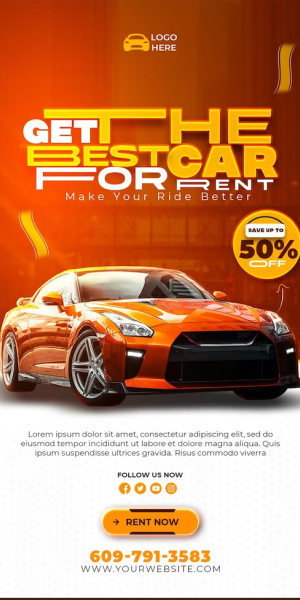 LOGO
HERE
GET THE
BEST CAR
FOR RENT
Make Your Ride Better
SAVE UP TO
50%
OFF
Lorem ipsum dolor sit amet, consectetur adipiscing elit, sed do
eiusmod tempor incididunt ut labore et dolore magna aliqua. Quis
ipsum suspendisse ultrices gravida. Risus commodo viverra
FOLLOW US NOW
RENT NOW
609-791-3583
WWW.YOURWEBSITE.COM